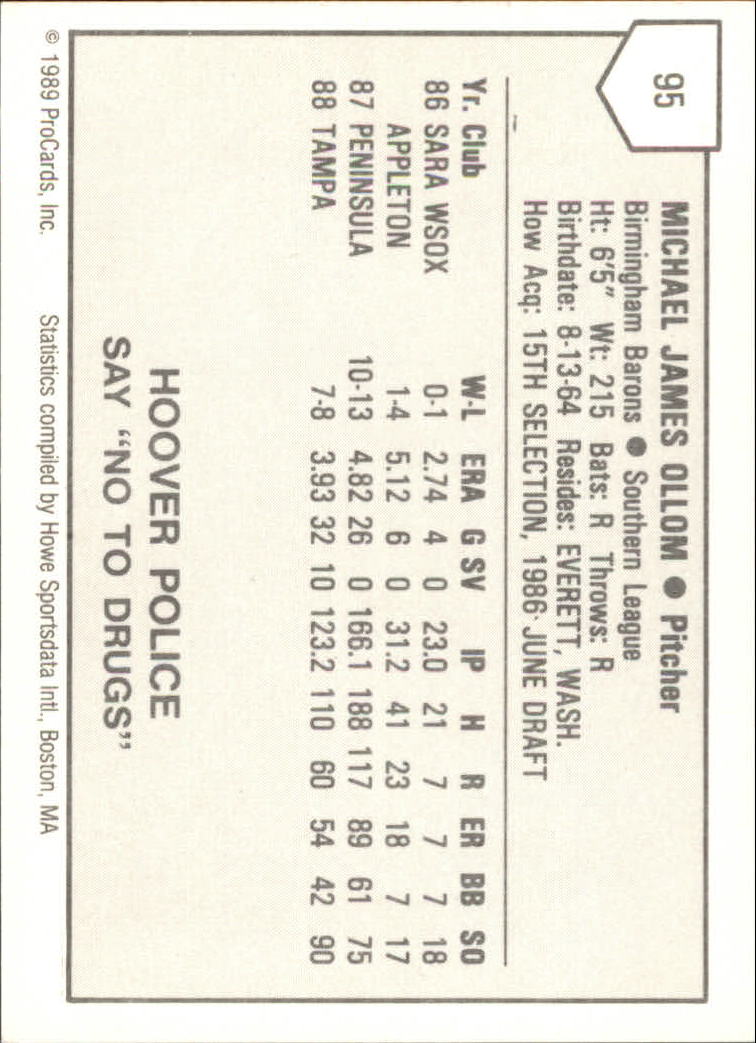 95
MICHAEL JAMES OLLOM ● Pitcher
Birmingham Barons ● Southern League
Ht: 6'5" Wt: 215 Bats: R Throws: R
Birthdate: 8-13-64 Resides: EVERETT, WASH.
How Acq: 15TH SELECTION, 1986 JUNE DRAFT
Yr. Club W-L ERA G SV IP H R ER BB SO
86 SARA WSOX 0-1 2.74 4 0 23.0 21 7 7 7 18
APPLETON 1-4 5.12 6 0 31.2 41 23 18 7 17
87 PENINSULA 10-13 4.82 26 0 166.1 188 117 89 61 75
88 TAMPA 7-8 3.93 32 10 123.2 110 60 54 42 90
HOOVER POLICE
SAY “NO TO DRUGS”
© 1989 ProCards, Inc. Statistics compiled by Howe Sportsdata Intl., Boston, MA